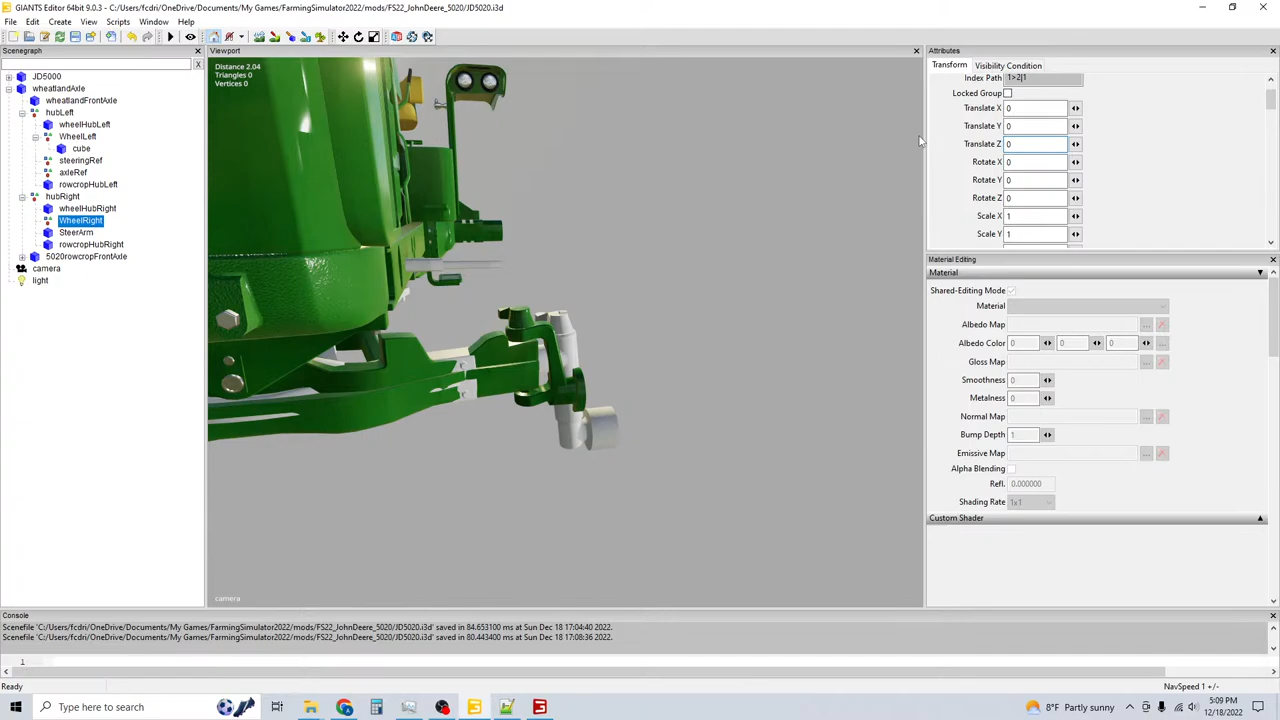 GIANTS Editor 64bit - C:/Users/fcdri/OneDrive/Documents/My Games/FarmingSimulator2022/mods/FS22_JohnDeere_5020/JD5020.i3d
GIANTS Editor 64bit v9.0.3
File Edit Create View Scripts Window Help
Scenegraph
X
JD5000
wheatlandAxle
wheatlandFrontAxle
hubLeft
wheelHubLeft
WheelLeft
cube
steeringRef
axleRef
rowcropHubLeft
hubRight
wheelHubRight
WheelRight
SteerArm
rowcropHubRight
5020rowcropFrontAxle
camera
light
Viewport
Distance 2.04
Triangles 0
Vertices 0
camera
Attributes
Transform Visibility Condition
Index Path 1>2|1
Locked Group
Translate X 0
Translate Y 0
Translate Z 0
Rotate X 0
Rotate Y 0
Rotate Z 0
Scale X 1
Scale Y 1
Material Editing
Material
Shared-Editing Mode
Material
Albedo Map ...
Albedo Color 0 0 0 ...
Gloss Map ...
Smoothness 0
Metalness 0
Normal Map ...
Bump Depth 1
Emissive Map ...
Alpha Blending
Refl. 0.000000
Shading Rate 1x1
Custom Shader
Console
Scenefile 'C:/Users/fcdri/OneDrive/Documents/My Games/FarmingSimulator2022/mods/FS22_JohnDeere_5020/JD5020.i3d' saved in 84.653100 ms at Sun Dec 18 17:04:40 2022.
Scenefile 'C:/Users/fcdri/OneDrive/Documents/My Games/FarmingSimulator2022/mods/FS22_JohnDeere_5020/JD5020.i3d' saved in 80.443400 ms at Sun Dec 18 17:08:36 2022.
1
Ready
NavSpeed 1 +/-
Type here to search
8°F Partly sunny
5:09 PM
12/18/2022